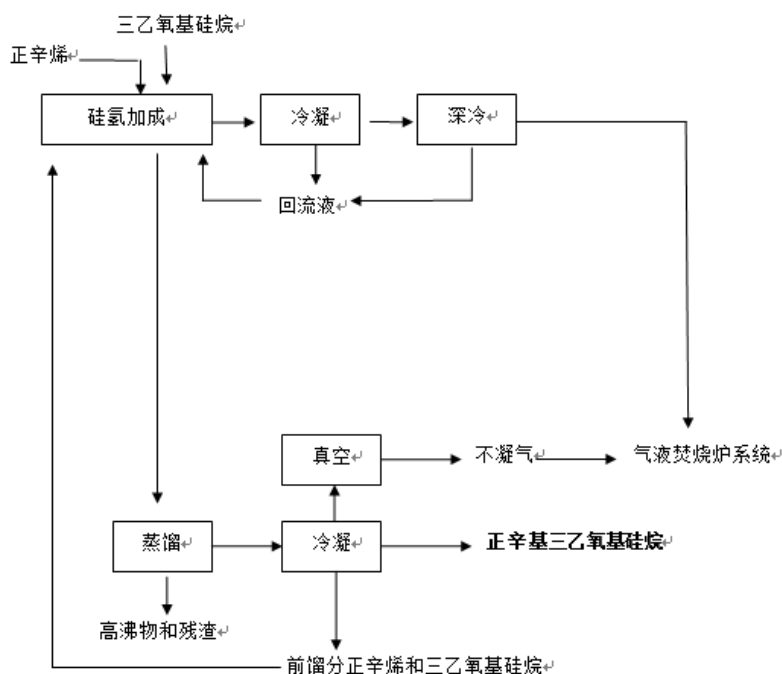 三乙氧基硅烷↵
正辛烯↵
硅氢加成↵
冷凝↵
深冷↵
回流液↵
真空↵
不凝气↵
气液焚烧炉系统↵
蒸馏↵
冷凝↵
正辛基三乙氧基硅烷↵
高沸物和残渣↵
前馏分正辛烯和三乙氧基硅烷↵